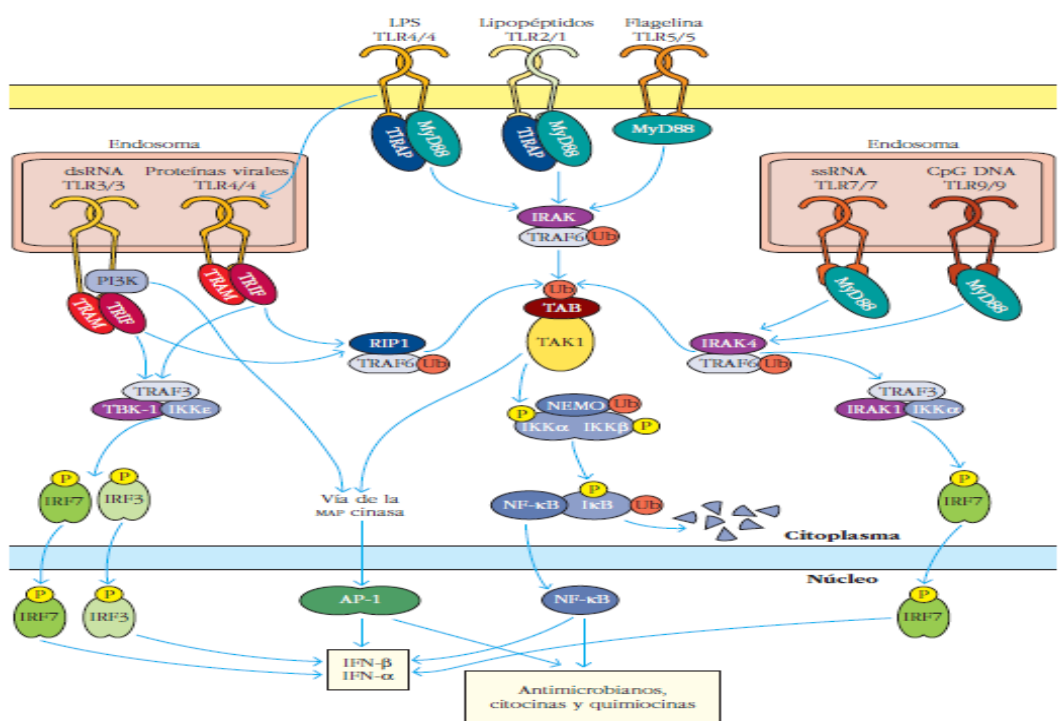 LPS
TLR4/4
Lipopéptidos
TLR2/1
Flagelina
TLR5/5
TIRAP
MyD88
TIRAP
MyD88
MyD88
Endosoma
dsRNA
TLR3/3
Proteínas virales
TLR4/4
Endosoma
ssRNA
TLR7/7
CpG DNA
TLR9/9
IRAK
TRAF6
Ub
PI3K
TRAM
TRIF
TRAM
TRIF
MyD88
MyD88
Ub
TAB
TAK1
RIP1
TRAF6
Ub
IRAK4
TRAF6
Ub
TRAF3
TBK-1
IKKε
P
NEMO
Ub
IKKα
IKKβ
P
TRAF3
IRAK1
IKKα
P
IRF7
P
IRF3
Vía de la
MAP cinasa
P
NF-κB
IκB
Ub
P
IRF7
Citoplasma
Núcleo
P
IRF7
P
IRF3
AP-1
NF-κB
P
IRF7
IFN-β
IFN-α
Antimicrobianos,
citocinas y quimiocinas